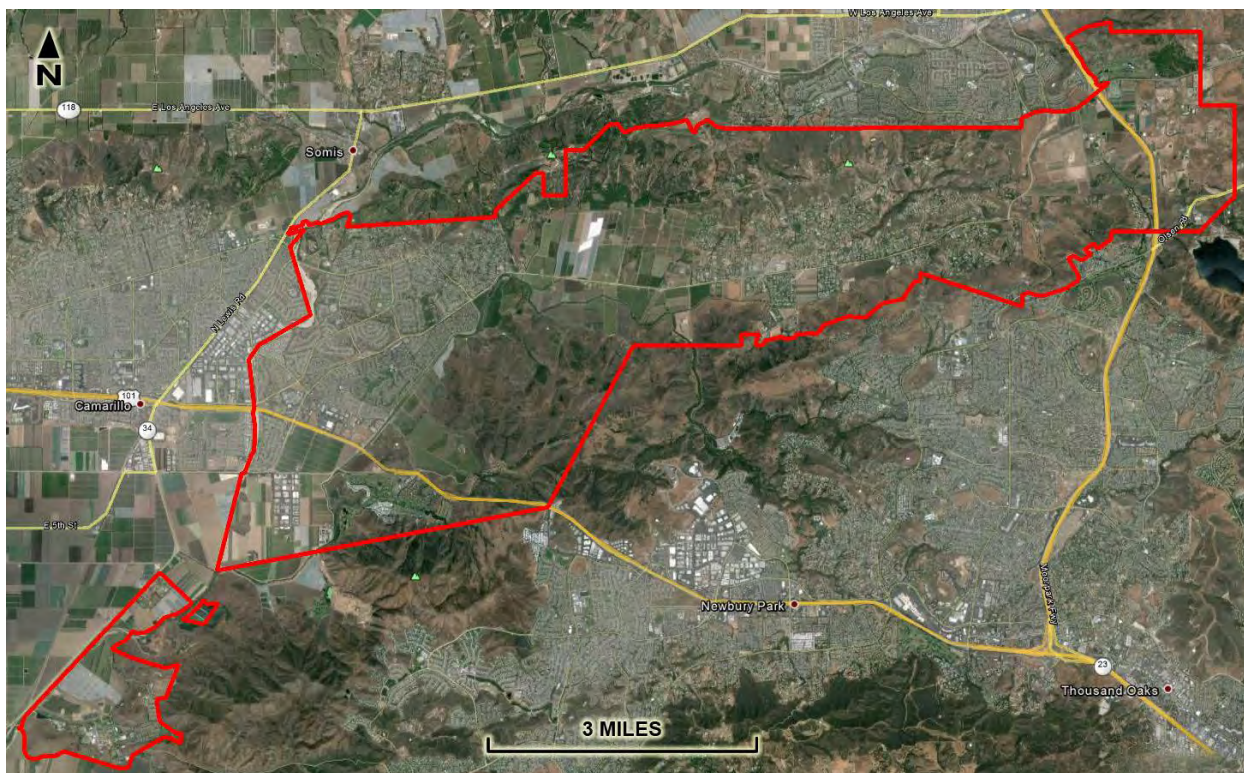 W Los Angeles Ave
N
118
E Los Angeles Ave
Somis
Olsen Rd
N Lewis Rd
101
Camarillo
34
E 5th St
Newbury Park
Moorpark Fwy
23
Thousand Oaks
3 MILES